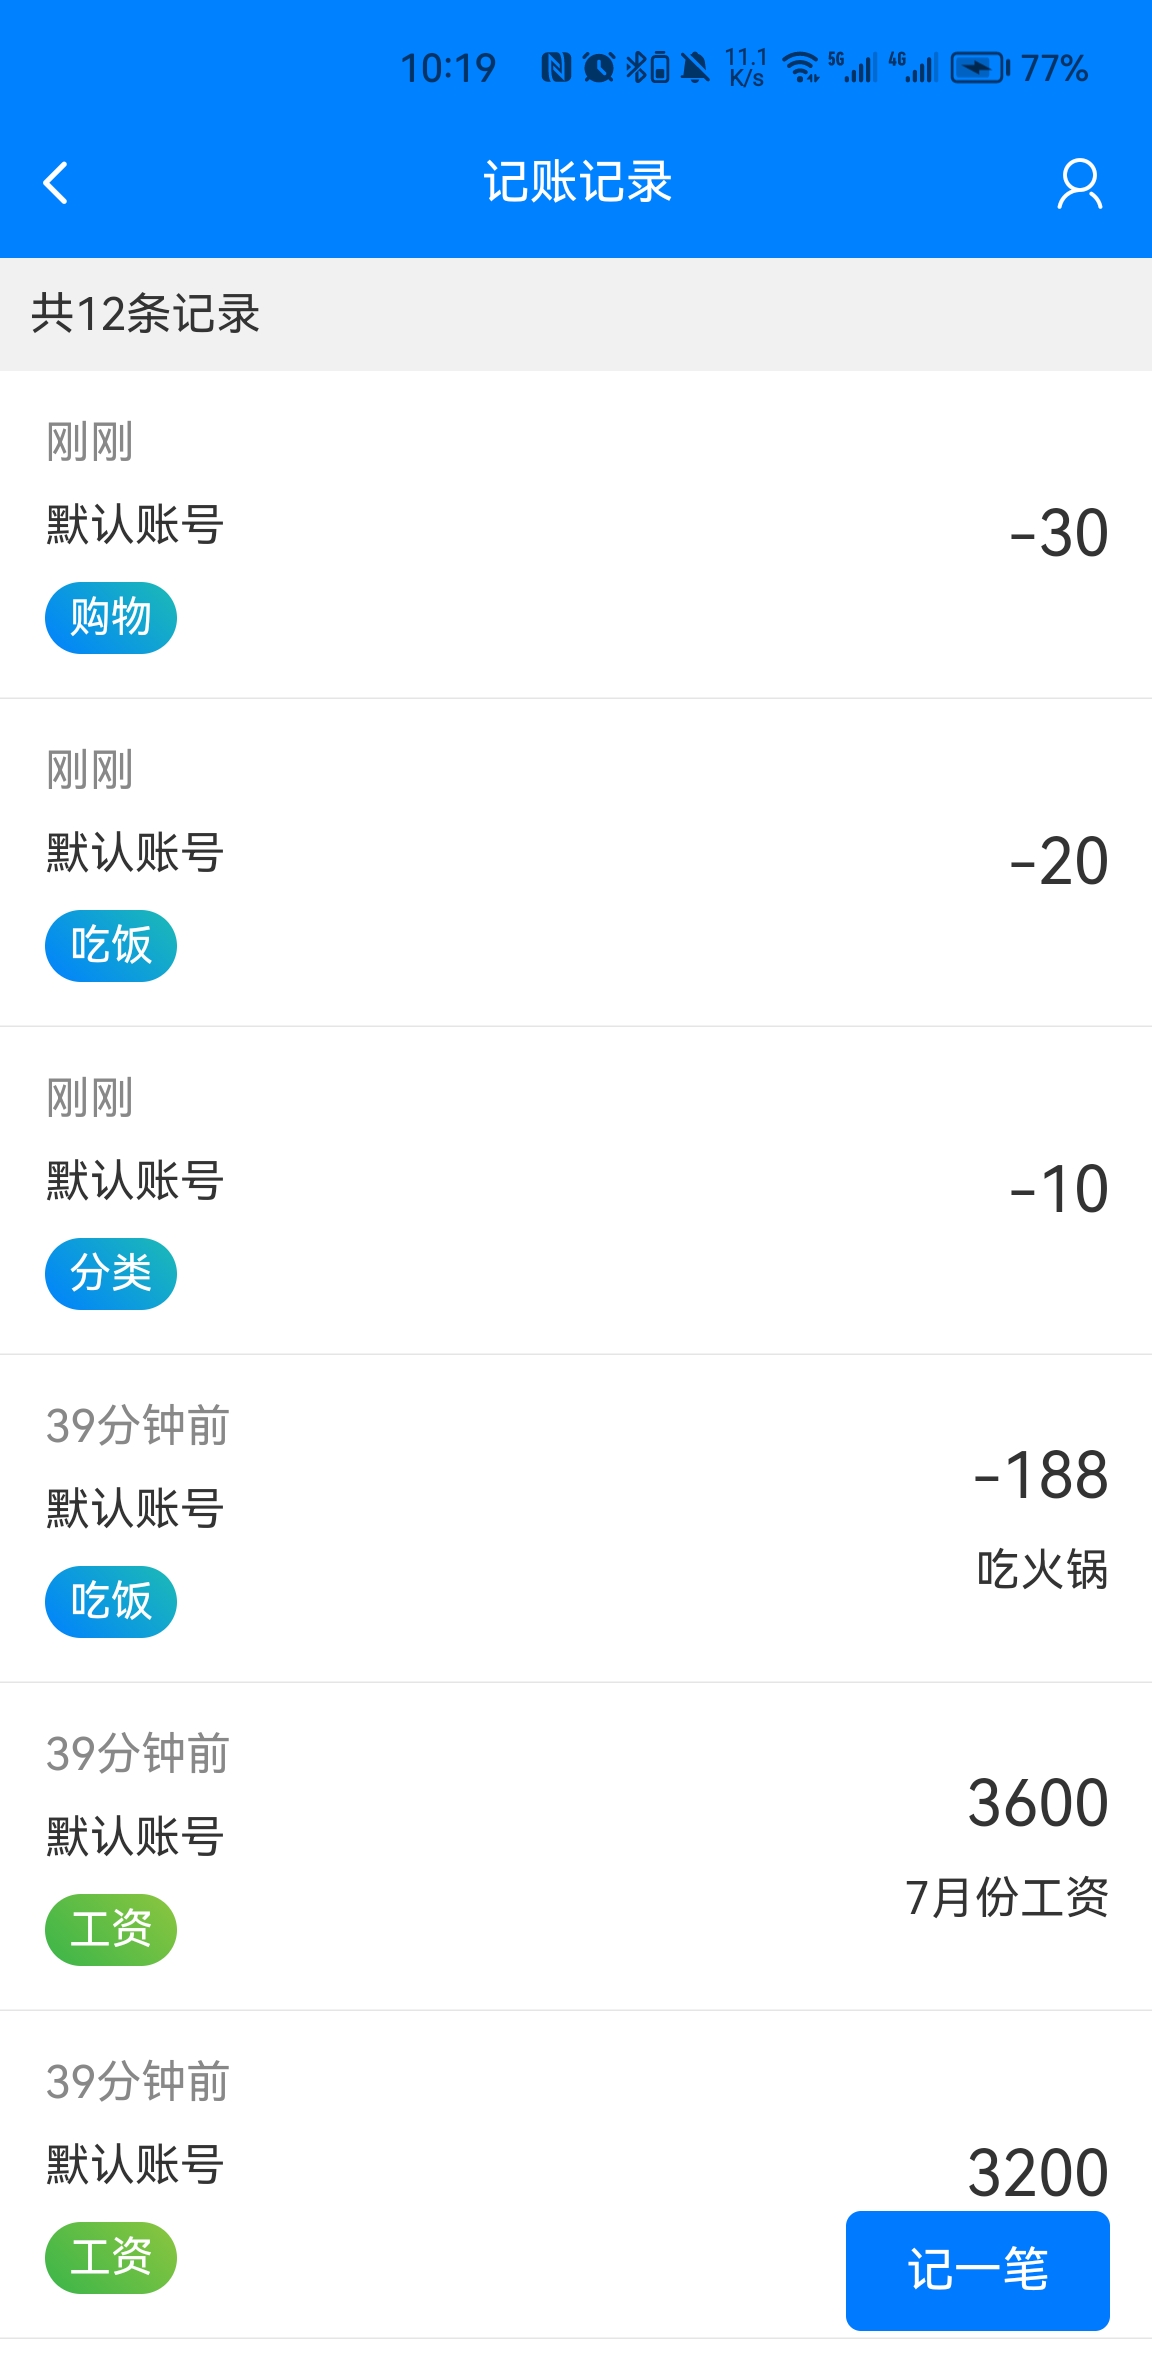 10:19 11.1 K/s 5G 4G 77%
记账记录
共12条记录
刚刚
默认账号
-30
购物
刚刚
默认账号
-20
吃饭
刚刚
默认账号
-10
分类
39分钟前
默认账号
-188
吃火锅
吃饭
39分钟前
默认账号
3600
7月份工资
工资
39分钟前
默认账号
3200
工资
记一笔